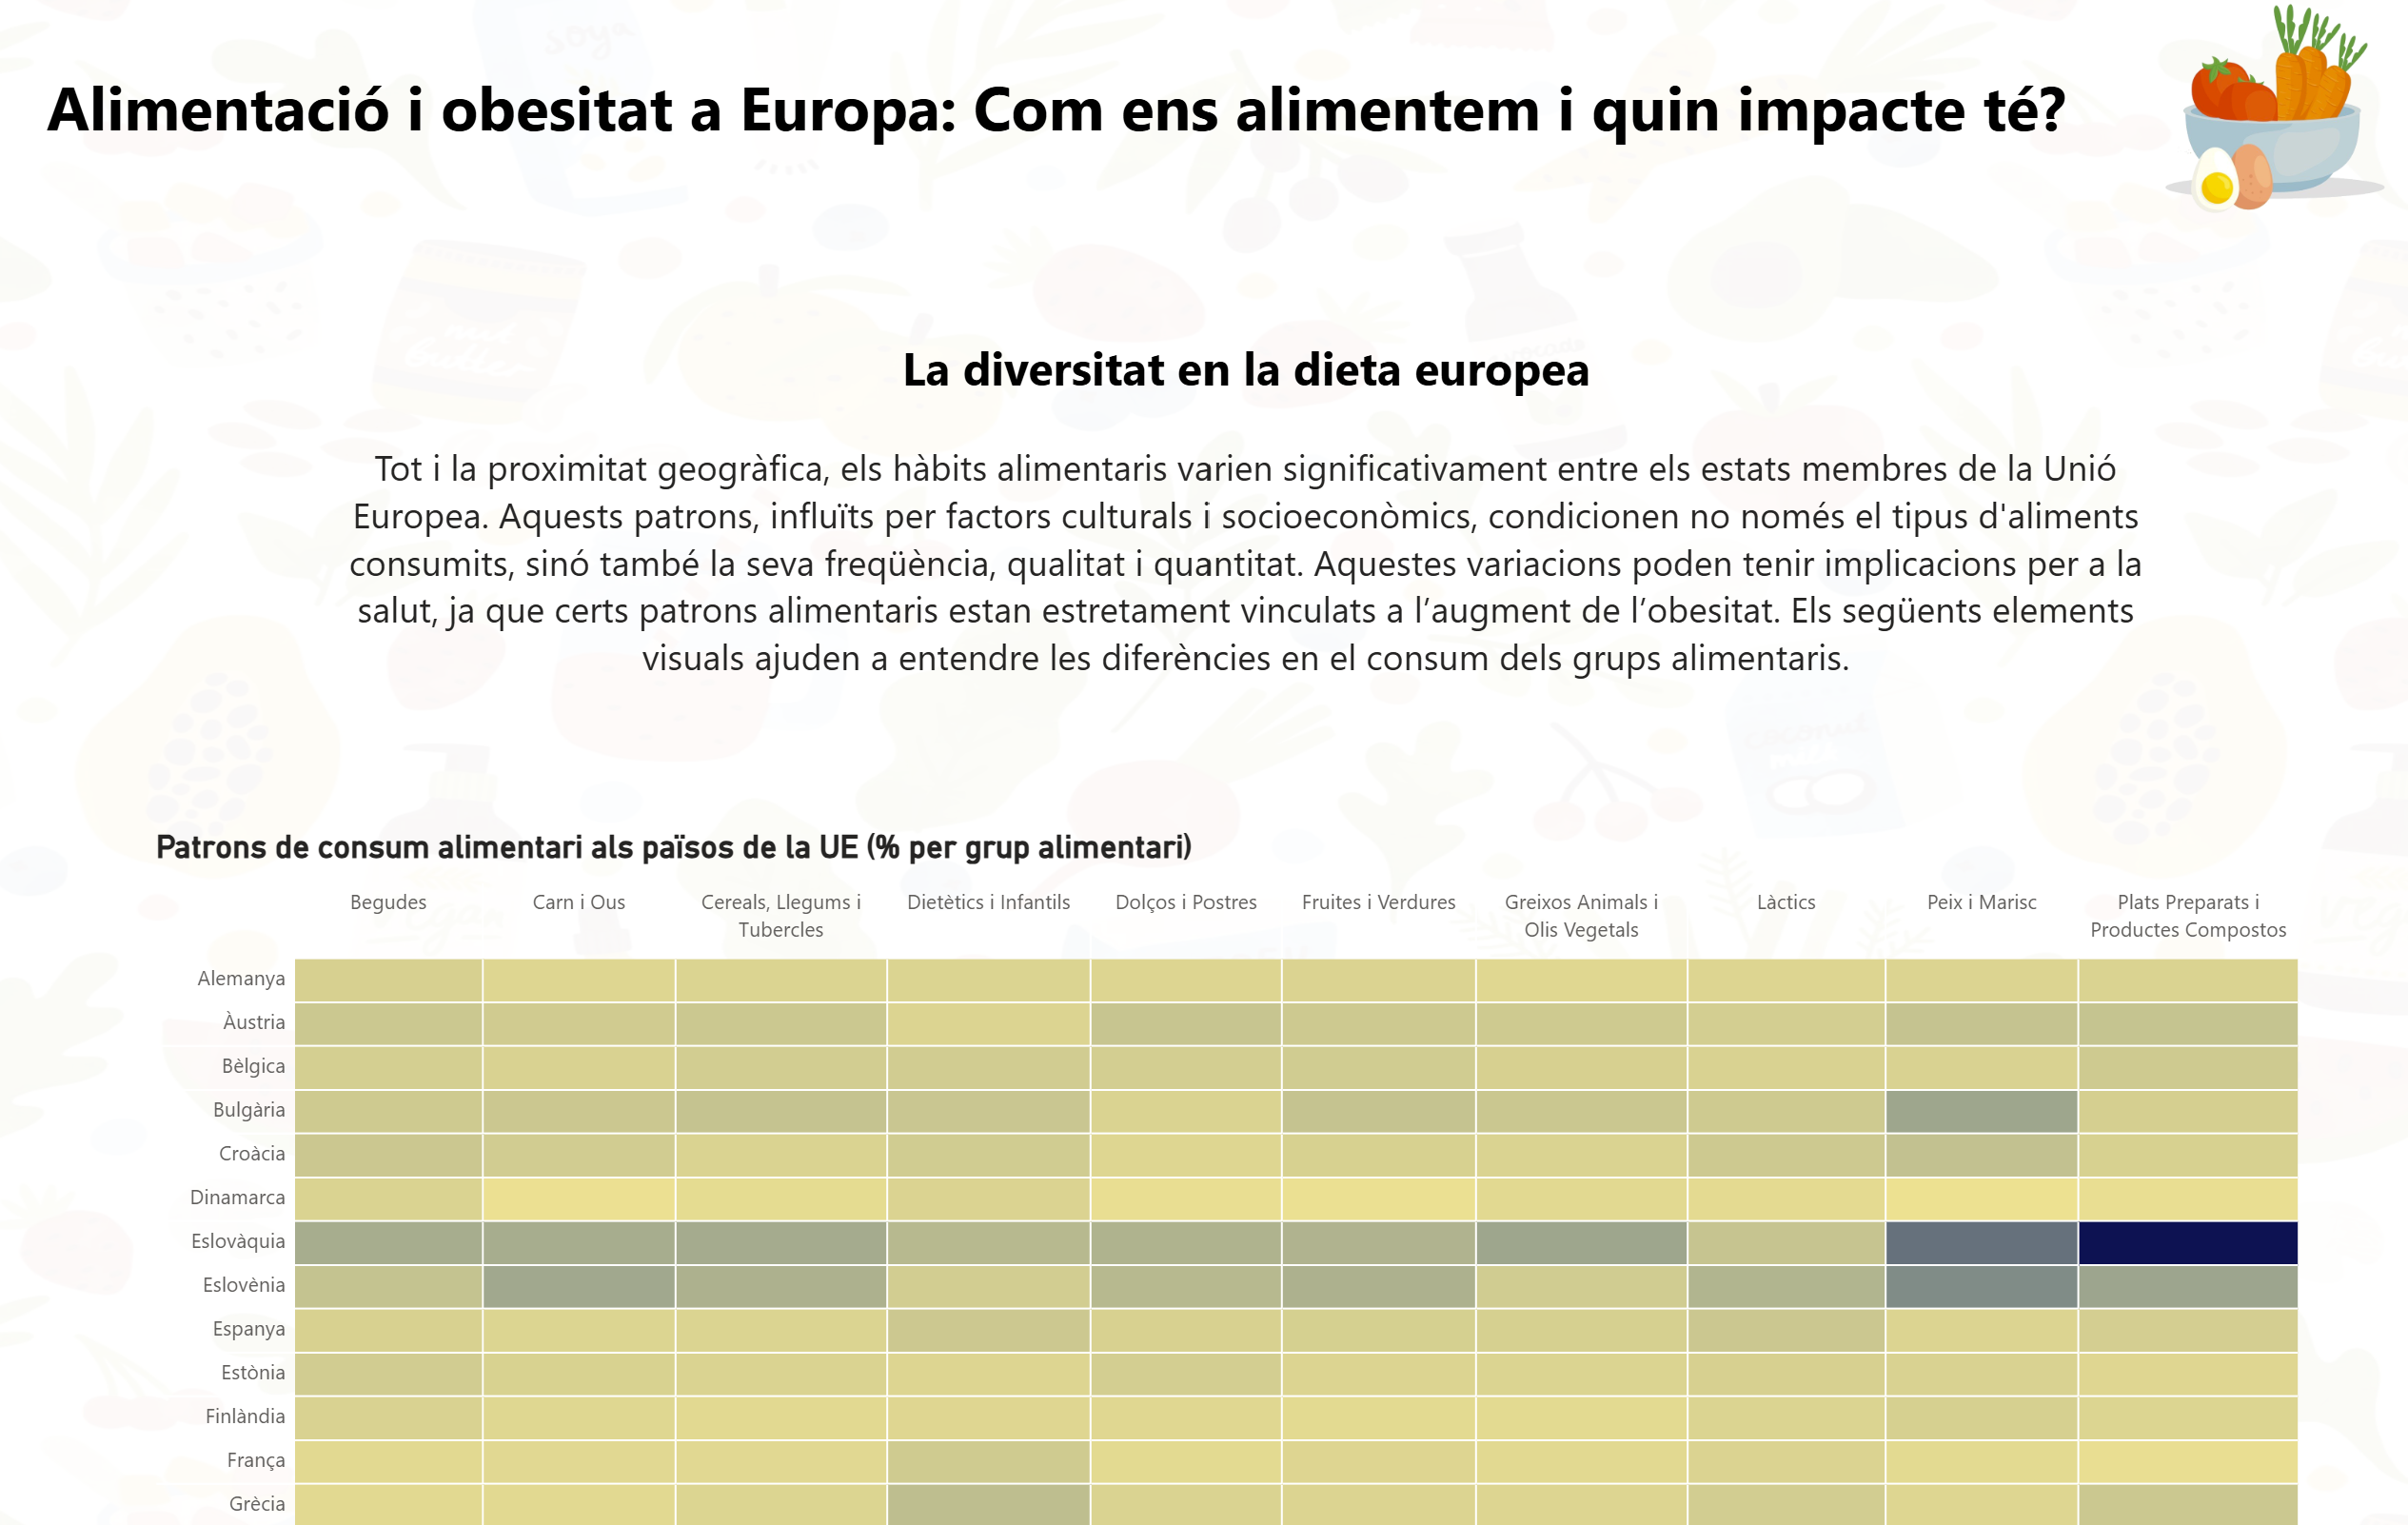 Alimentació i obesitat a Europa: Com ens alimentem i quin impacte té?
La diversitat en la dieta europea
Tot i la proximitat geogràfica, els hàbits alimentaris varien significativament entre els estats membres de la Unió
Europea. Aquests patrons, influïts per factors culturals i socioeconòmics, condicionen no només el tipus d'aliments
consumits, sinó també la seva freqüència, qualitat i quantitat. Aquestes variacions poden tenir implicacions per a la
salut, ja que certs patrons alimentaris estan estretament vinculats a l’augment de l’obesitat. Els següents elements
visuals ajuden a entendre les diferències en el consum dels grups alimentaris.
Patrons de consum alimentari als països de la UE (% per grup alimentari)
Begudes
Carn i Ous
Cereals, Llegums i
Tubercles
Dietètics i Infantils
Dolços i Postres
Fruites i Verdures
Greixos Animals i
Olis Vegetals
Làctics
Peix i Marisc
Plats Preparats i
Productes Compostos
Alemanya
Àustria
Bèlgica
Bulgària
Croàcia
Dinamarca
Eslovàquia
Eslovènia
Espanya
Estònia
Finlàndia
França
Grècia
soya
nut
butter
coconut